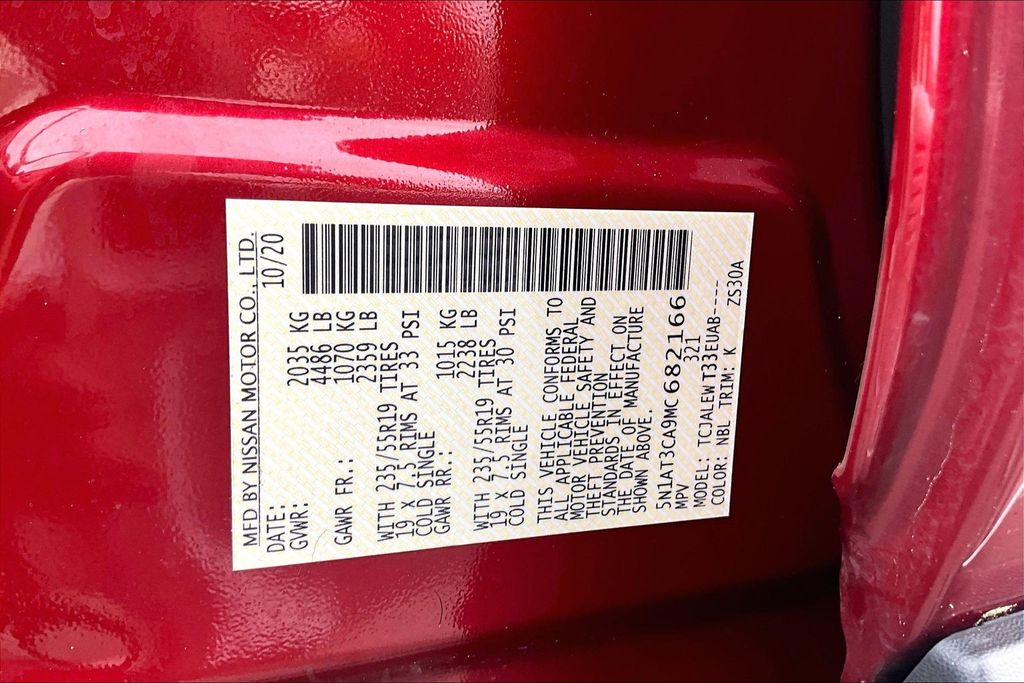 MFD BY NISSAN MOTOR CO., LTD.
DATE: 10/20
GVWR: 2035 KG
4486 LB
GAWR FR.: 1070 KG
2359 LB
WITH 235/55R19 TIRES
19 X 7.5 RIMS AT 33 PSI
COLD SINGLE
GAWR RR.: 1015 KG
2238 LB
WITH 235/55R19 TIRES
19 X 7.5 RIMS AT 30 PSI
COLD SINGLE
THIS VEHICLE CONFORMS TO
ALL APPLICABLE FEDERAL
MOTOR VEHICLE SAFETY AND
THEFT PREVENTION
STANDARDS IN EFFECT ON
THE DATE OF MANUFACTURE
SHOWN ABOVE.
5N1AT3CA9MC682166
MPV 321
MODEL: TCJALEWT33EUAB----
COLOR: NBL TRIM: K ZS30A